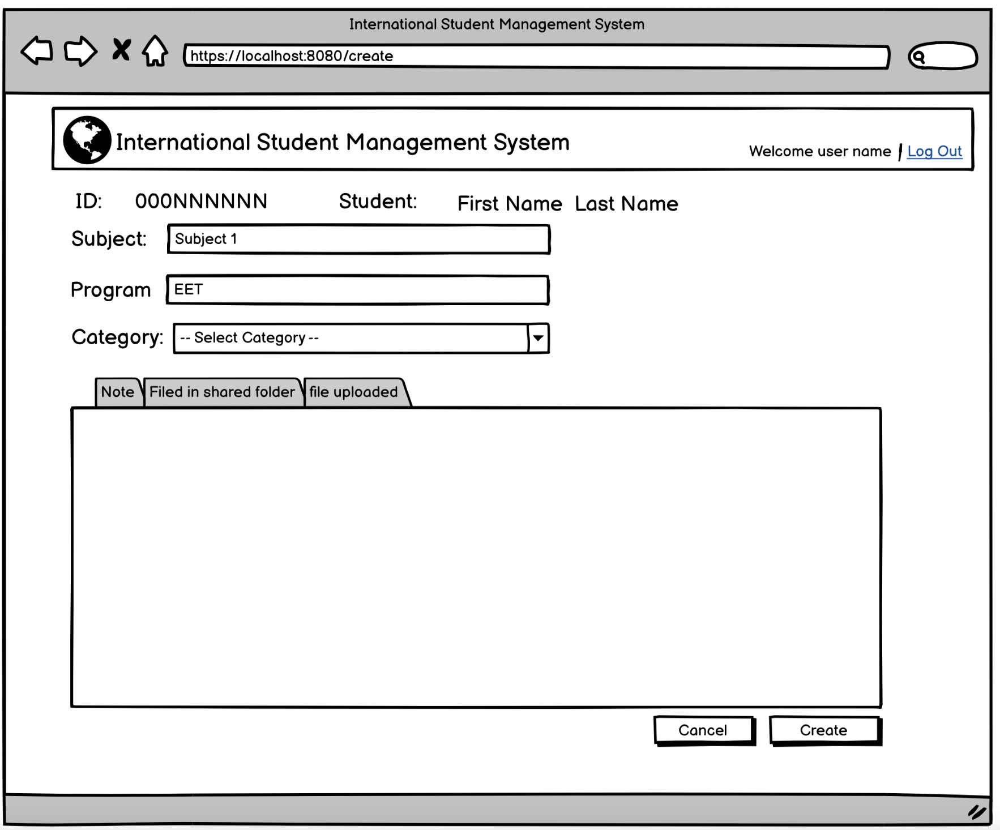 International Student Management System
https://localhost:8080/create
International Student Management System
Welcome user name | Log Out
ID: 000NNNNNN Student: First Name Last Name
Subject: Subject 1
Program EET
Category: -- Select Category --
Note Filed in shared folder file uploaded
Cancel Create